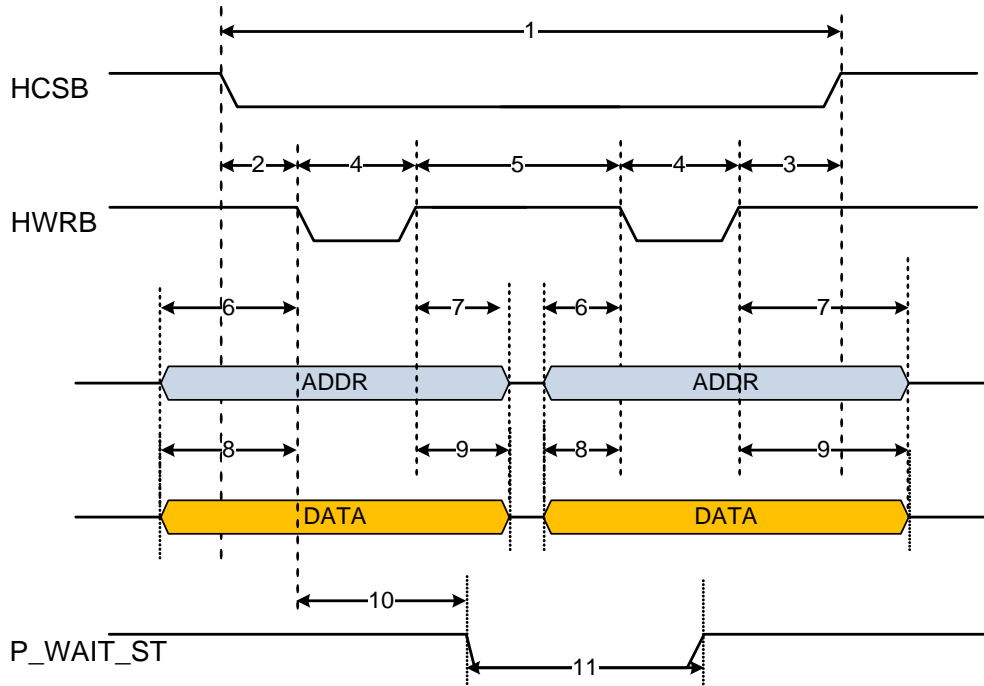 1
HCSB
2 4 5 4 3
HWRB
6 7 6 7
ADDR ADDR
8 9 8 9
DATA DATA
10
P_WAIT_ST
11